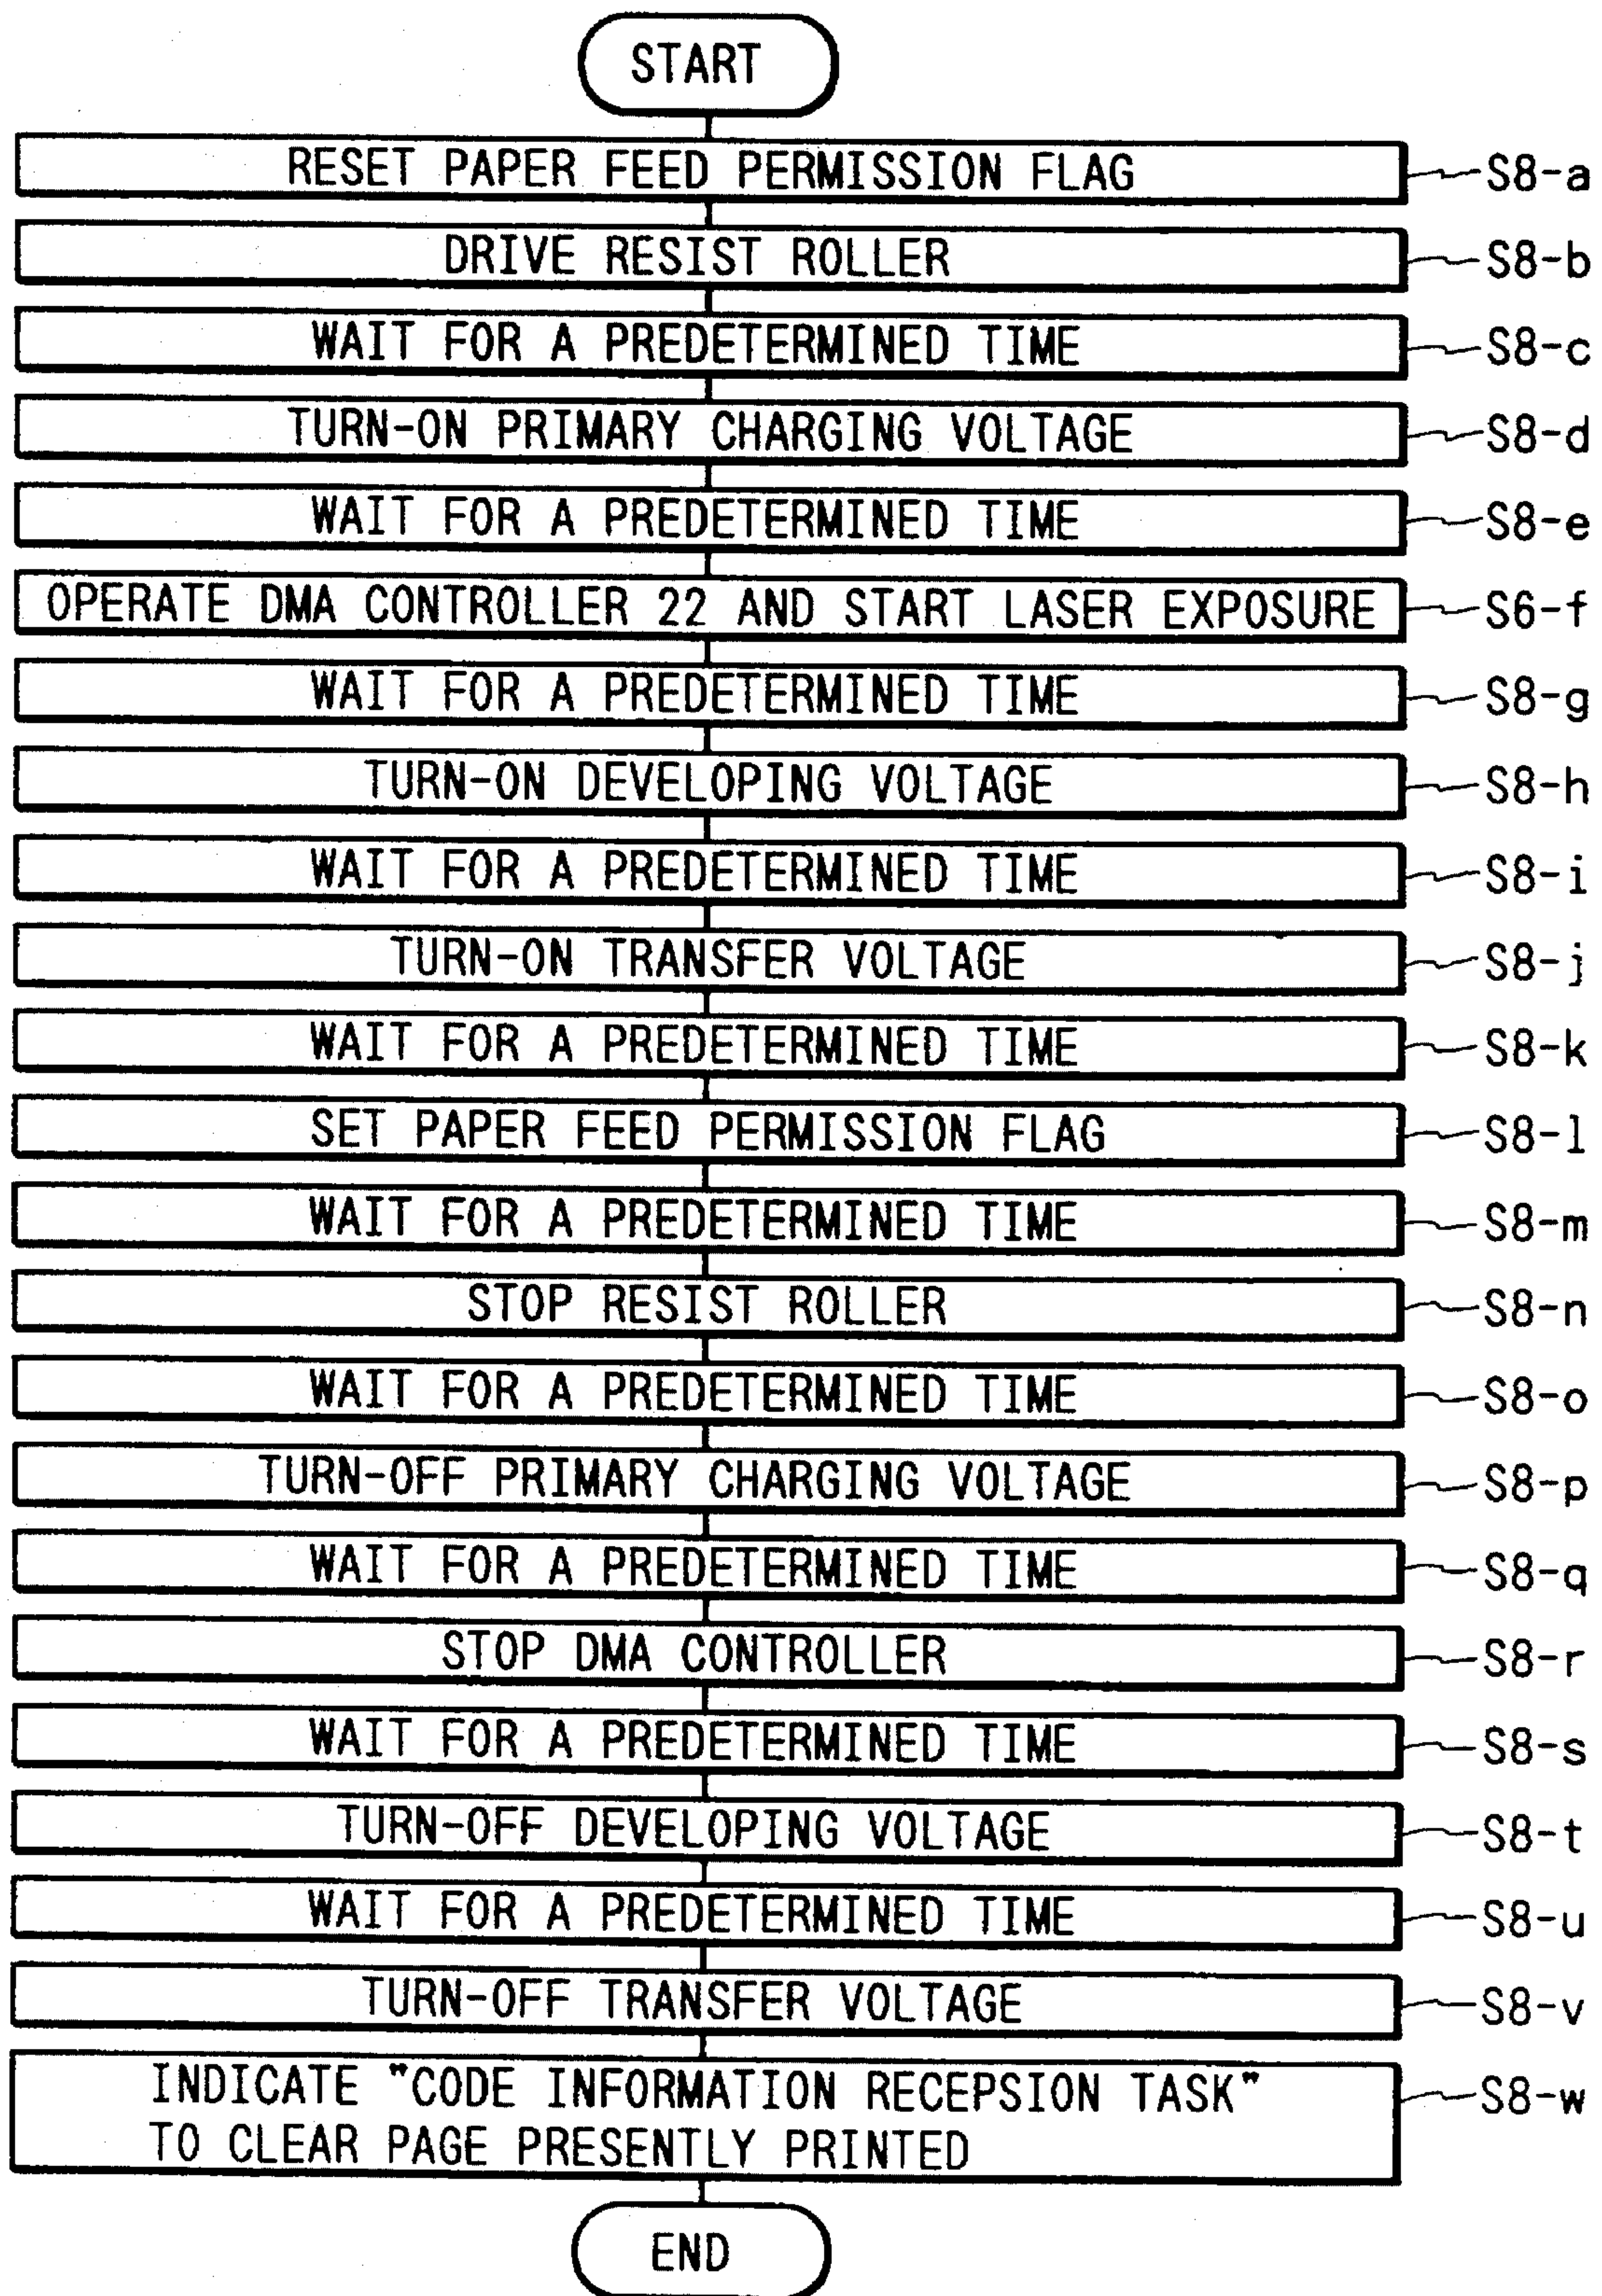 START
RESET PAPER FEED PERMISSION FLAG S8-a
DRIVE RESIST ROLLER S8-b
WAIT FOR A PREDETERMINED TIME S8-c
TURN-ON PRIMARY CHARGING VOLTAGE S8-d
WAIT FOR A PREDETERMINED TIME S8-e
OPERATE DMA CONTROLLER 22 AND START LASER EXPOSURE S6-f
WAIT FOR A PREDETERMINED TIME S8-g
TURN-ON DEVELOPING VOLTAGE S8-h
WAIT FOR A PREDETERMINED TIME S8-i
TURN-ON TRANSFER VOLTAGE S8-j
WAIT FOR A PREDETERMINED TIME S8-k
SET PAPER FEED PERMISSION FLAG S8-l
WAIT FOR A PREDETERMINED TIME S8-m
STOP RESIST ROLLER S8-n
WAIT FOR A PREDETERMINED TIME S8-o
TURN-OFF PRIMARY CHARGING VOLTAGE S8-p
WAIT FOR A PREDETERMINED TIME S8-q
STOP DMA CONTROLLER S8-r
WAIT FOR A PREDETERMINED TIME S8-s
TURN-OFF DEVELOPING VOLTAGE S8-t
WAIT FOR A PREDETERMINED TIME S8-u
TURN-OFF TRANSFER VOLTAGE S8-v
INDICATE "CODE INFORMATION RECEPSION TASK" S8-w
TO CLEAR PAGE PRESENTLY PRINTED
END